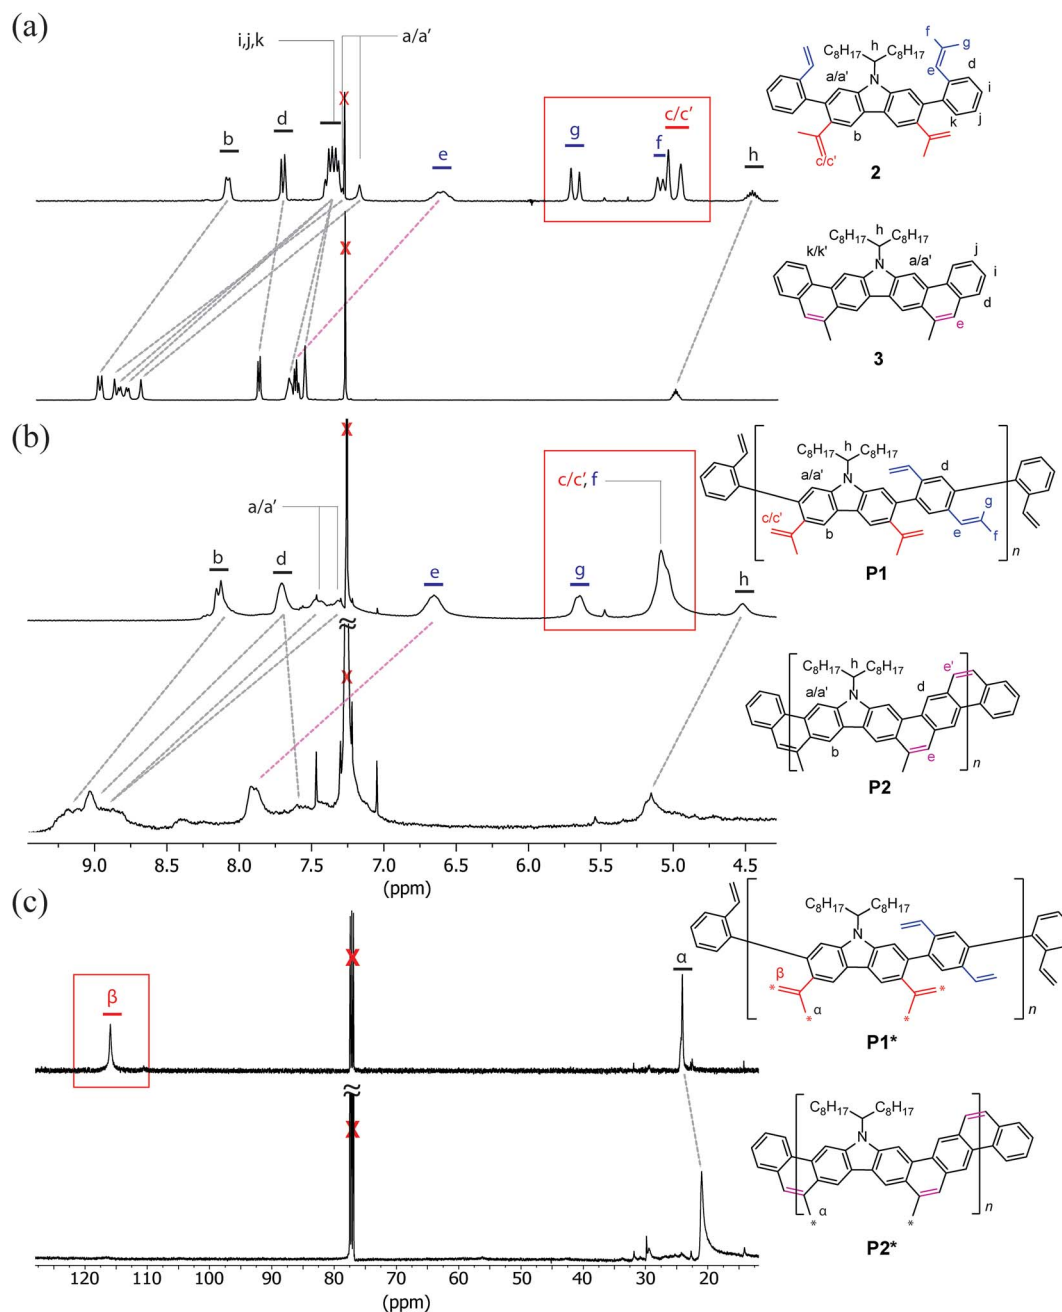 (a)
i,j,k
a/a'
b
d
e
g
f
c/c'
h
X
X
C8H17 h C8H17
f
g
a/a'
N
e
d
i
k
j
b
c/c'
2
C8H17 h C8H17
k/k'
N
a/a'
j
i
d
e
3
(b)
X
a/a'
b
d
e
c/c', f
g
h
≈
X
C8H17 h C8H17
a/a'
N
d
c/c'
b
g
e
f
n
P1
C8H17 h C8H17
e'
a/a'
N
d
b
e
n
P2
9.0 8.5 8.0 7.5 7.0 6.5 6.0 5.5 5.0 4.5
(ppm)
(c)
X
β
α
≈
X
C8H17 C8H17
N
β
*
α
*
*
*
n
P1*
C8H17 C8H17
N
α
*
*
n
P2*
120 110 100 90 80 70 60 50 40 30 20
(ppm)